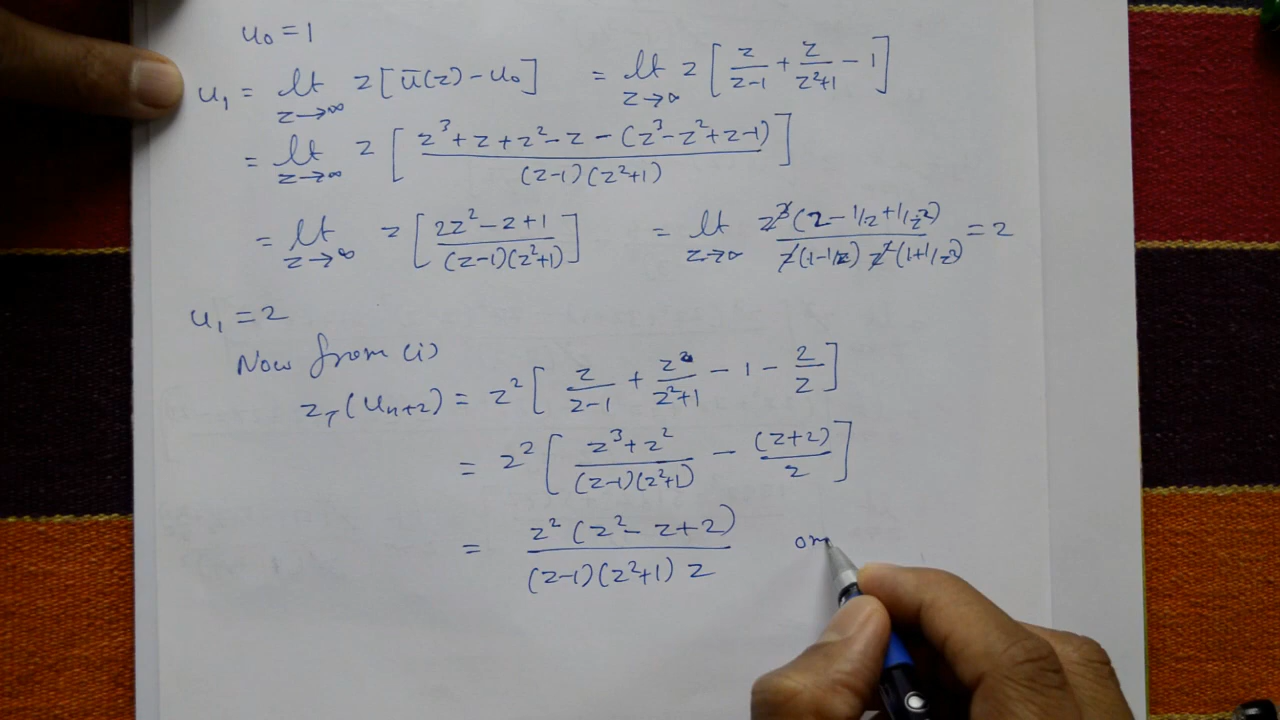 u₀ = 1
u₁ = lt z→∞ z[ū(z) - u₀] = lt z→∞ z[z/(z-1) + z/(z²+1) - 1]
= lt z→∞ z[(z³ + z + z² - z - (z³ - z² + z - 1))/((z-1)(z²+1))]
= lt z→∞ z[(2z² - z + 1)/((z-1)(z²+1))] = lt z→∞ z³(2 - 1/z + 1/z²)/(z(1 - 1/z) z²(1 + 1/z²)) = 2
u₁ = 2
Now from (i)
z_T(u_{n+2}) = z²[z/(z-1) + z/(z²+1) - 1 - 2/z]
= z²[(z³ + z²)/((z-1)(z²+1)) - (z+2)/z]
= z²(z² - z + 2)/((z-1)(z²+1) z) on